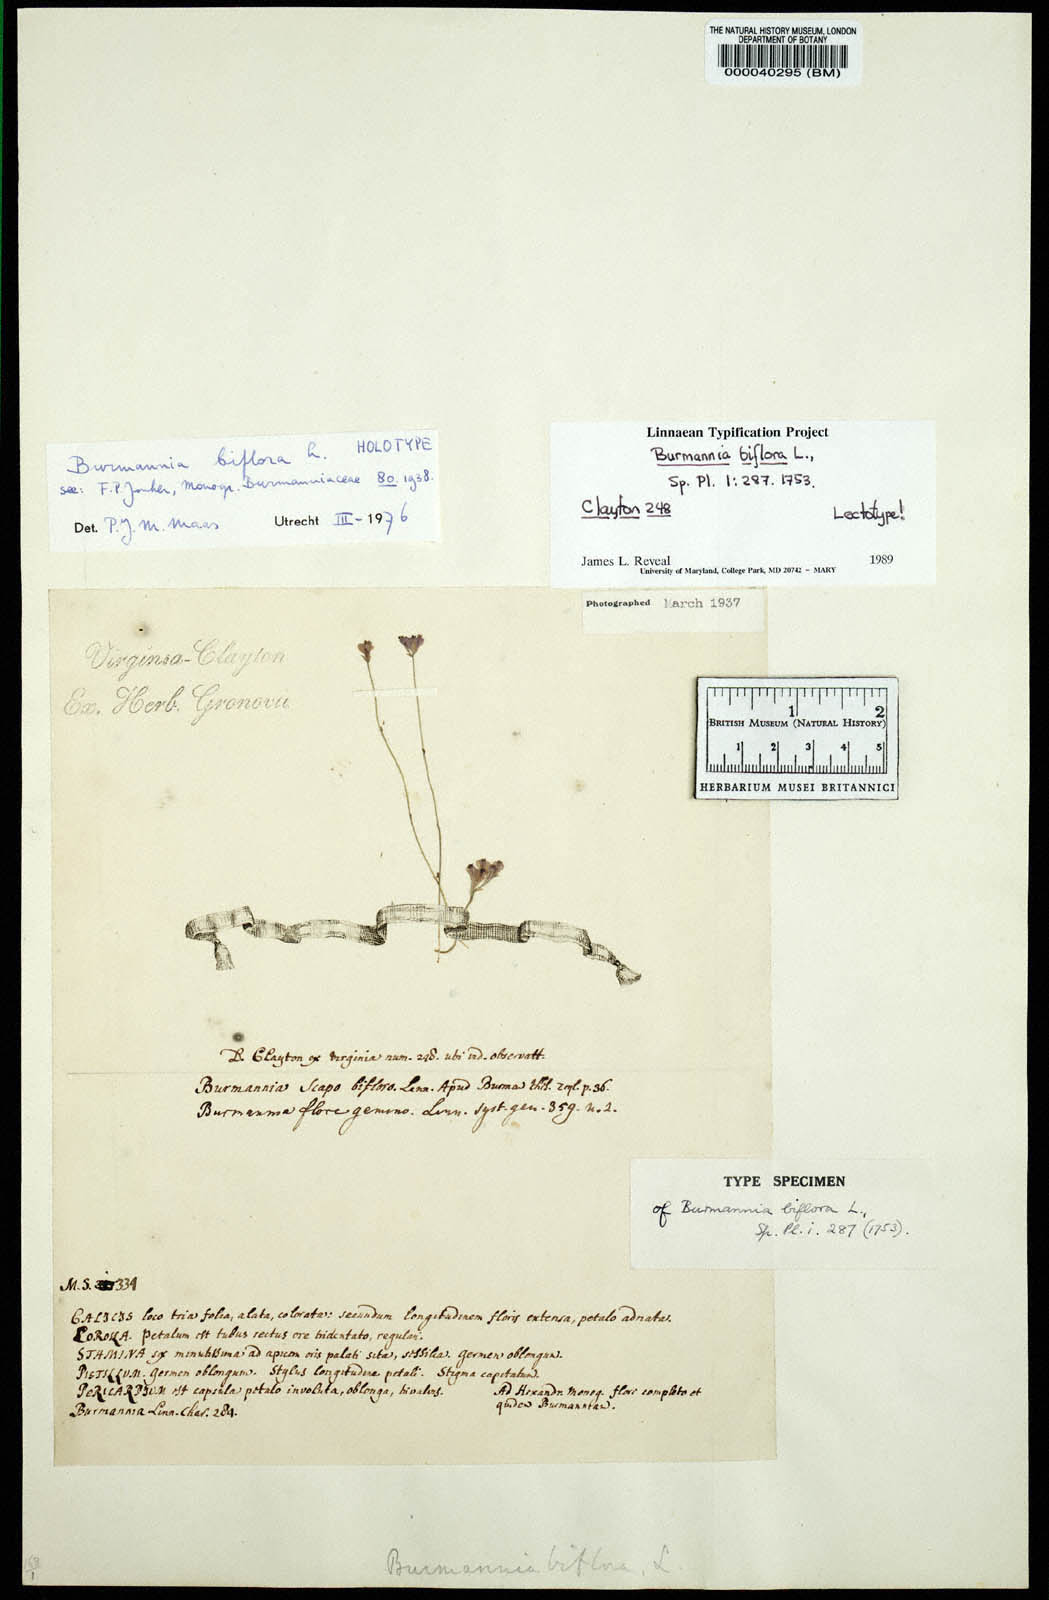 THE NATURAL HISTORY MUSEUM, LONDON
DEPARTMENT OF BOTANY
000040295 (BM)
Burmannia biflora L. HOLOTYPE
see: F.P. Jonker, Monogr. Burmanniaceae 80. 1938.
Det. P.J.M. Maas Utrecht III-1976
Linnaean Typification Project
Burmannia biflora L.,
Sp. Pl. 1: 287. 1753.
Clayton 248 Lectotype!
James L. Reveal 1989
University of Maryland, College Park, MD 20742 – MARY
Photographed March 1937
Virginia-Clayton
Ex. Herb. Gronovii
1 2
BRITISH MUSEUM (NATURAL HISTORY)
1 2 3 4 5
HERBARIUM MUSEI BRITANNICI
D. Clayton ex Virginia num. 248. ubi vid. observatt.
Burmannia Scapo bifloro. Linn. Apud Burma p. 36.
Burmannia flore gemino. Linn. Syst. gen. 359. n. 2.
TYPE SPECIMEN
of Burmannia biflora L.,
Sp. Pl. i. 287 (1753).
M.S. 334
CALICIS loco tria folia, alata, colorata: secundum longitudinem floris extensa, petalo adnata.
COROLLA. Petalum est tubus rectus ore tridentato, regulari.
STAMINA sex minutissima ad apicem oris petali sita, sessilia. Germen oblongum.
PISTILLUM. Germen oblongum. Stylus longitudine petali. Stigma capitatum.
PERICARPIUM est capsula petalo involuta, oblonga, bivalvis. Ad Hexandr. monog. flore completo et
quidem Burmanniae.
Burmannia Linn. Char. 284.
Burmannia biflora, L.